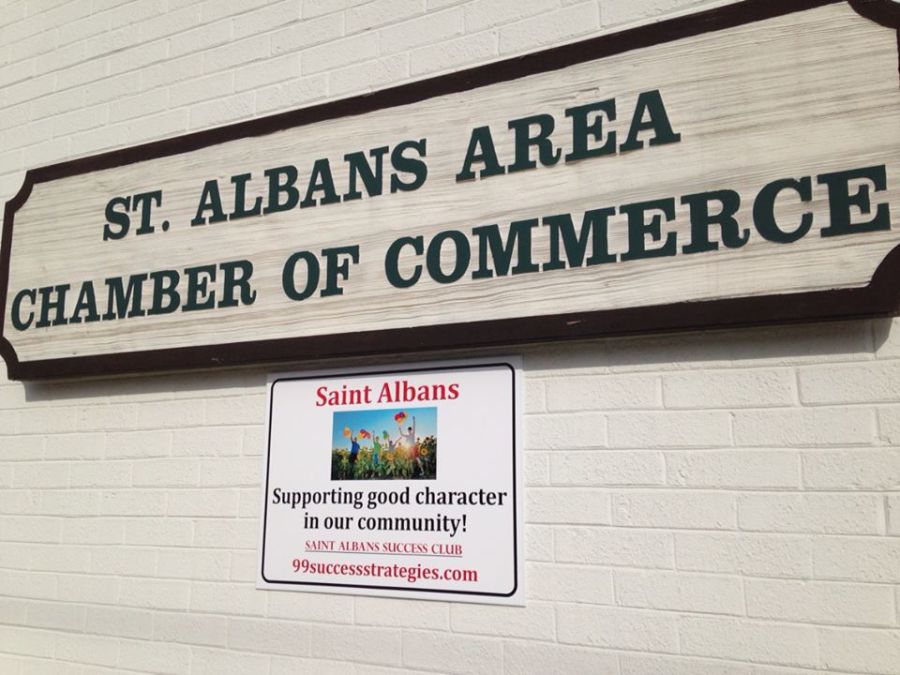 ST. ALBANS AREA
CHAMBER OF COMMERCE
Saint Albans
Supporting good character
in our community!
SAINT ALBANS SUCCESS CLUB
99successstrategies.com